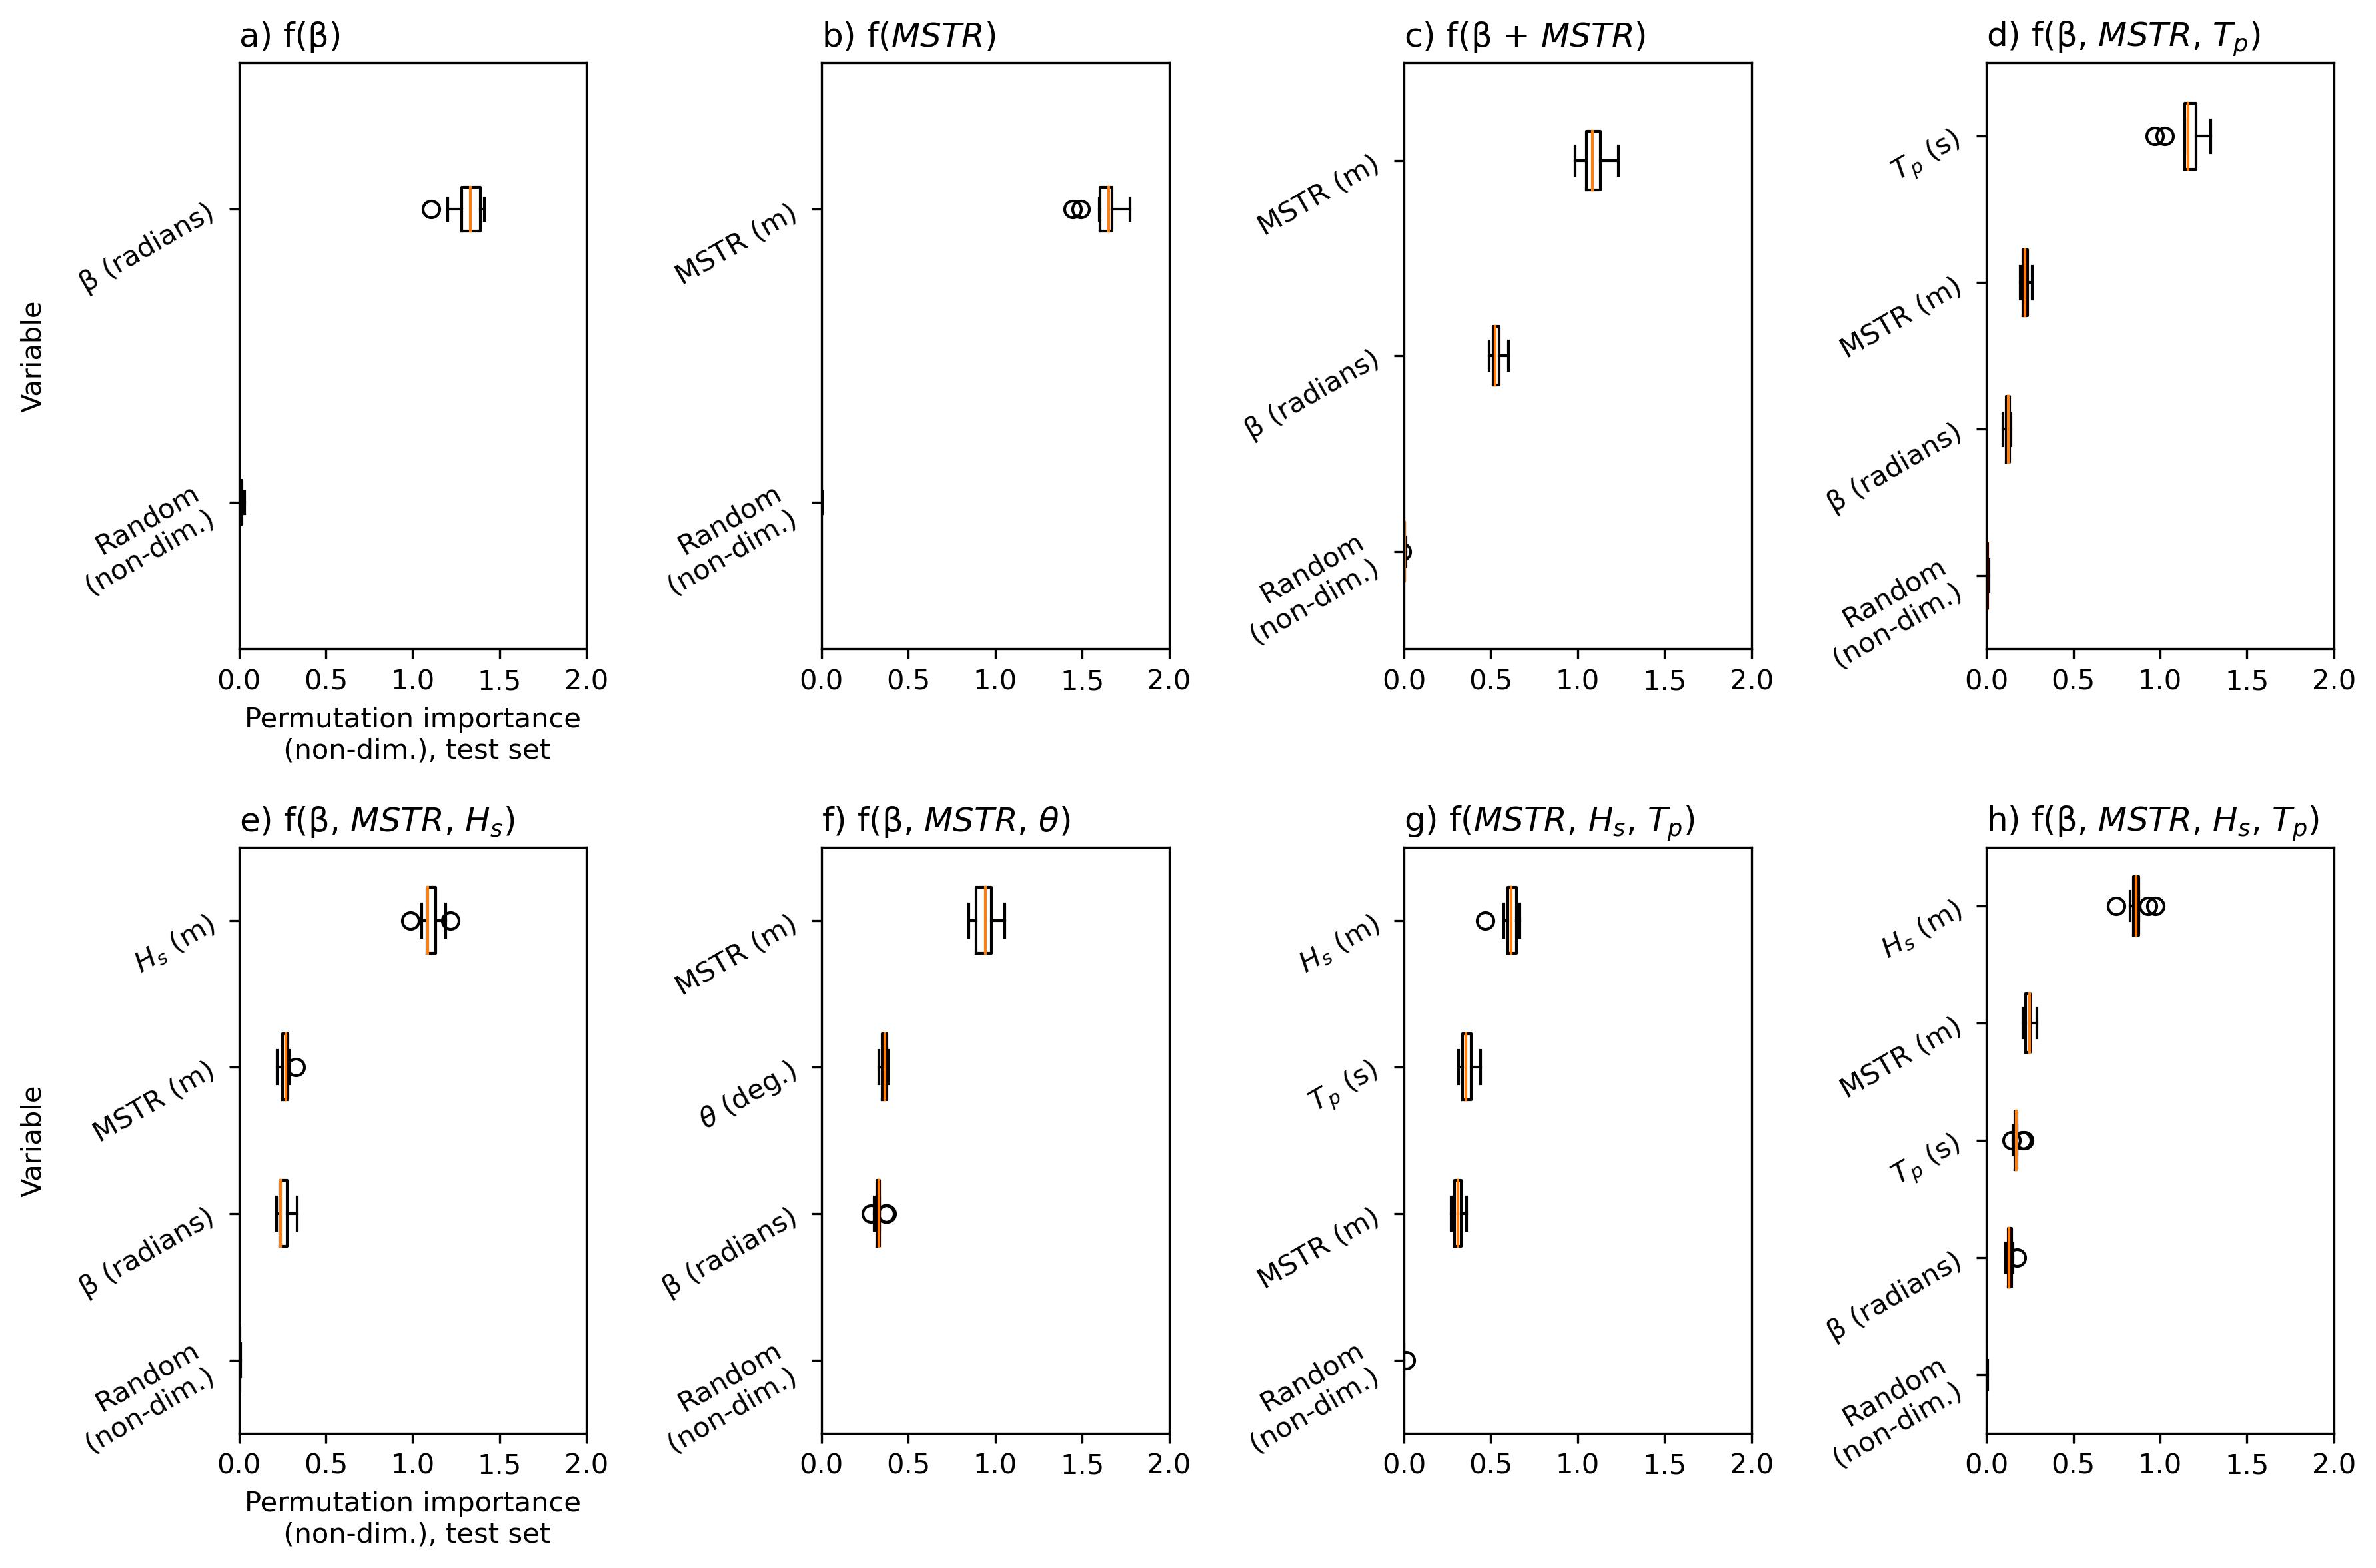 a) f(β)
b) f(MSTR)
c) f(β + MSTR)
d) f(β, MSTR, Tp)
Variable
β (radians)
Random
(non-dim.)
0.0 0.5 1.0 1.5 2.0
Permutation importance
(non-dim.), test set
MSTR (m)
Random
(non-dim.)
0.0 0.5 1.0 1.5 2.0
MSTR (m)
β (radians)
Random
(non-dim.)
0.0 0.5 1.0 1.5 2.0
Tp (s)
MSTR (m)
β (radians)
Random
(non-dim.)
0.0 0.5 1.0 1.5 2.0
e) f(β, MSTR, Hs)
f) f(β, MSTR, θ)
g) f(MSTR, Hs, Tp)
h) f(β, MSTR, Hs, Tp)
Variable
Hs (m)
MSTR (m)
β (radians)
Random
(non-dim.)
0.0 0.5 1.0 1.5 2.0
Permutation importance
(non-dim.), test set
MSTR (m)
θ (deg.)
β (radians)
Random
(non-dim.)
0.0 0.5 1.0 1.5 2.0
Hs (m)
Tp (s)
MSTR (m)
Random
(non-dim.)
0.0 0.5 1.0 1.5 2.0
Hs (m)
MSTR (m)
Tp (s)
β (radians)
Random
(non-dim.)
0.0 0.5 1.0 1.5 2.0